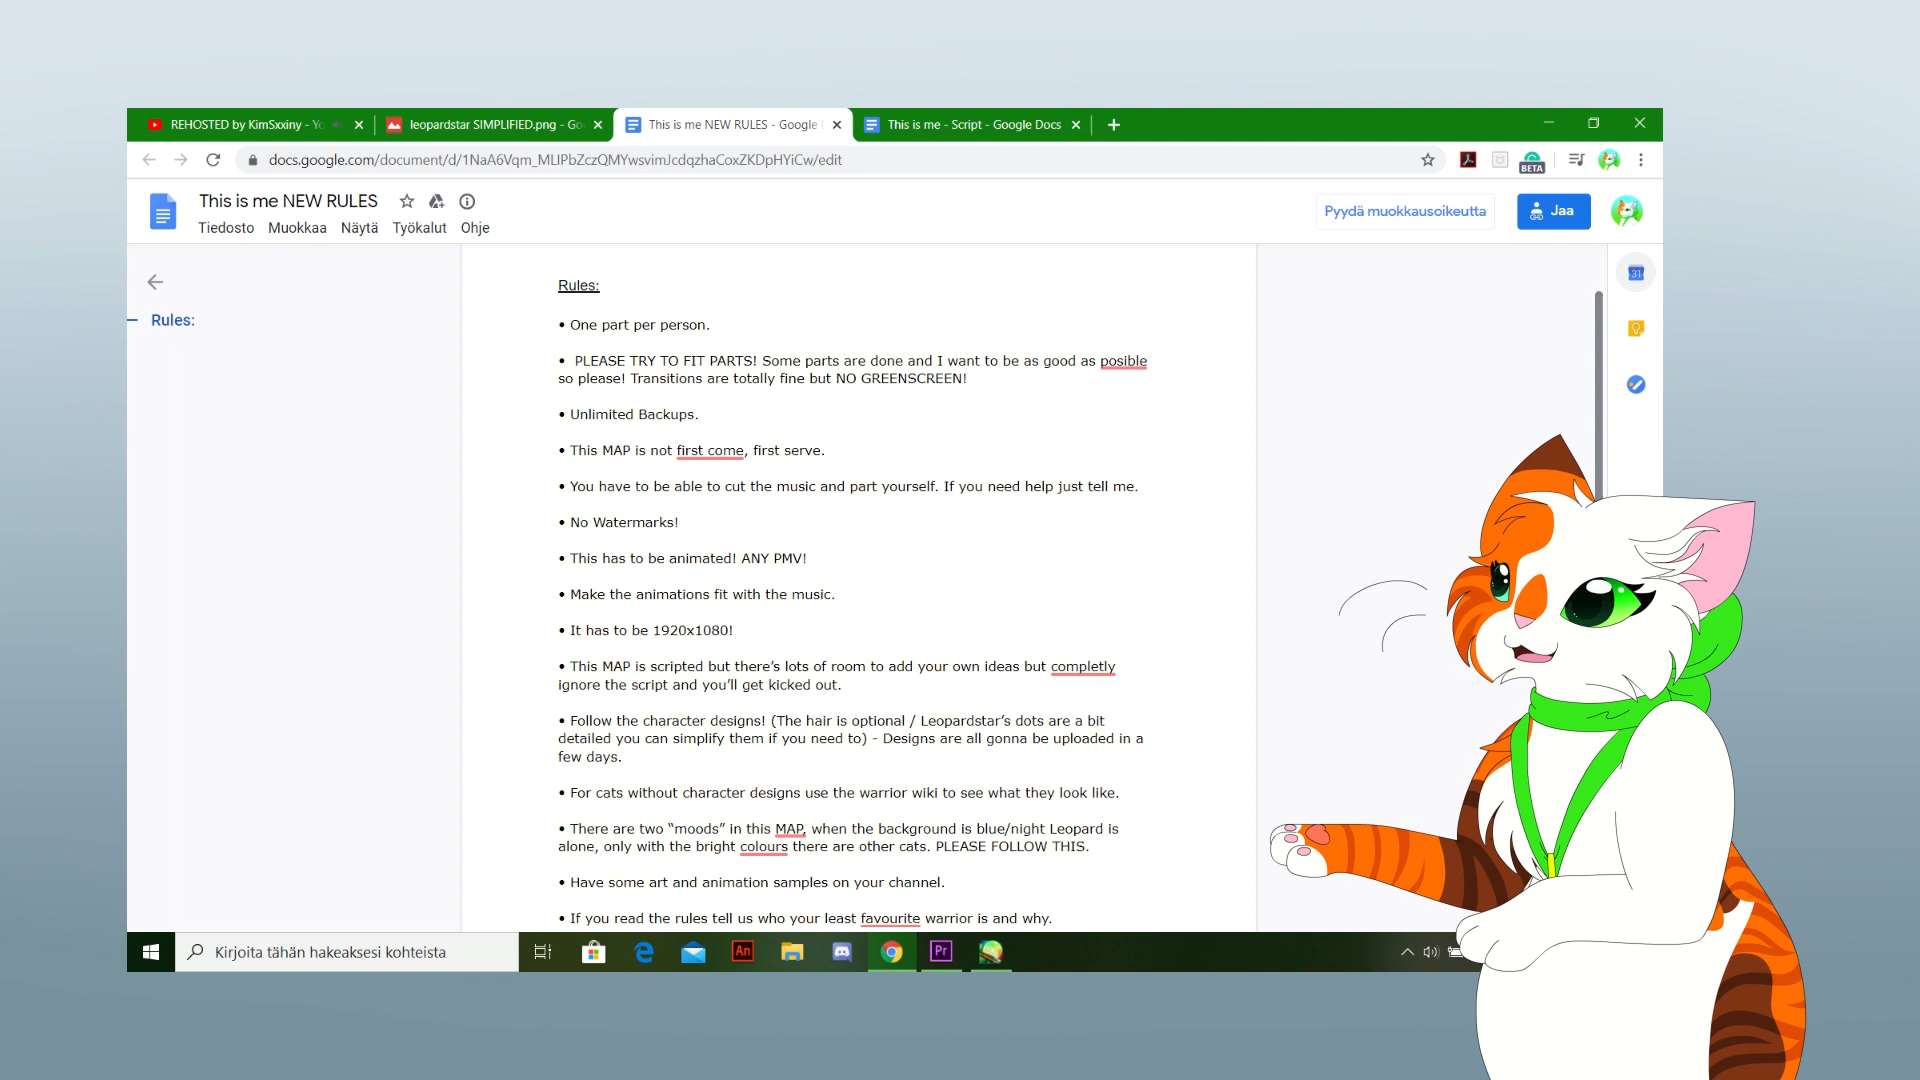 REHOSTED by KimSxxiny - Yo
leopardstar SIMPLIFIED.png - Go
This is me NEW RULES - Google
This is me - Script - Google Docs
docs.google.com/document/d/1NaA6Vqm_MLIPbZczQMYwsvimJcdqzhaCoxZKDpHYiCw/edit
BETA
This is me NEW RULES
Tiedosto Muokkaa Näytä Työkalut Ohje
Pyydä muokkausoikeutta
Jaa
31
Rules:
Rules:
• One part per person.
• PLEASE TRY TO FIT PARTS! Some parts are done and I want to be as good as posible
so please! Transitions are totally fine but NO GREENSCREEN!
• Unlimited Backups.
• This MAP is not first come, first serve.
• You have to be able to cut the music and part yourself. If you need help just tell me.
• No Watermarks!
• This has to be animated! ANY PMV!
• Make the animations fit with the music.
• It has to be 1920x1080!
• This MAP is scripted but there’s lots of room to add your own ideas but completly
ignore the script and you’ll get kicked out.
• Follow the character designs! (The hair is optional / Leopardstar’s dots are a bit
detailed you can simplify them if you need to) - Designs are all gonna be uploaded in a
few days.
• For cats without character designs use the warrior wiki to see what they look like.
• There are two “moods” in this MAP, when the background is blue/night Leopard is
alone, only with the bright colours there are other cats. PLEASE FOLLOW THIS.
• Have some art and animation samples on your channel.
• If you read the rules tell us who your least favourite warrior is and why.
Kirjoita tähän hakeaksesi kohteista
An
Pr